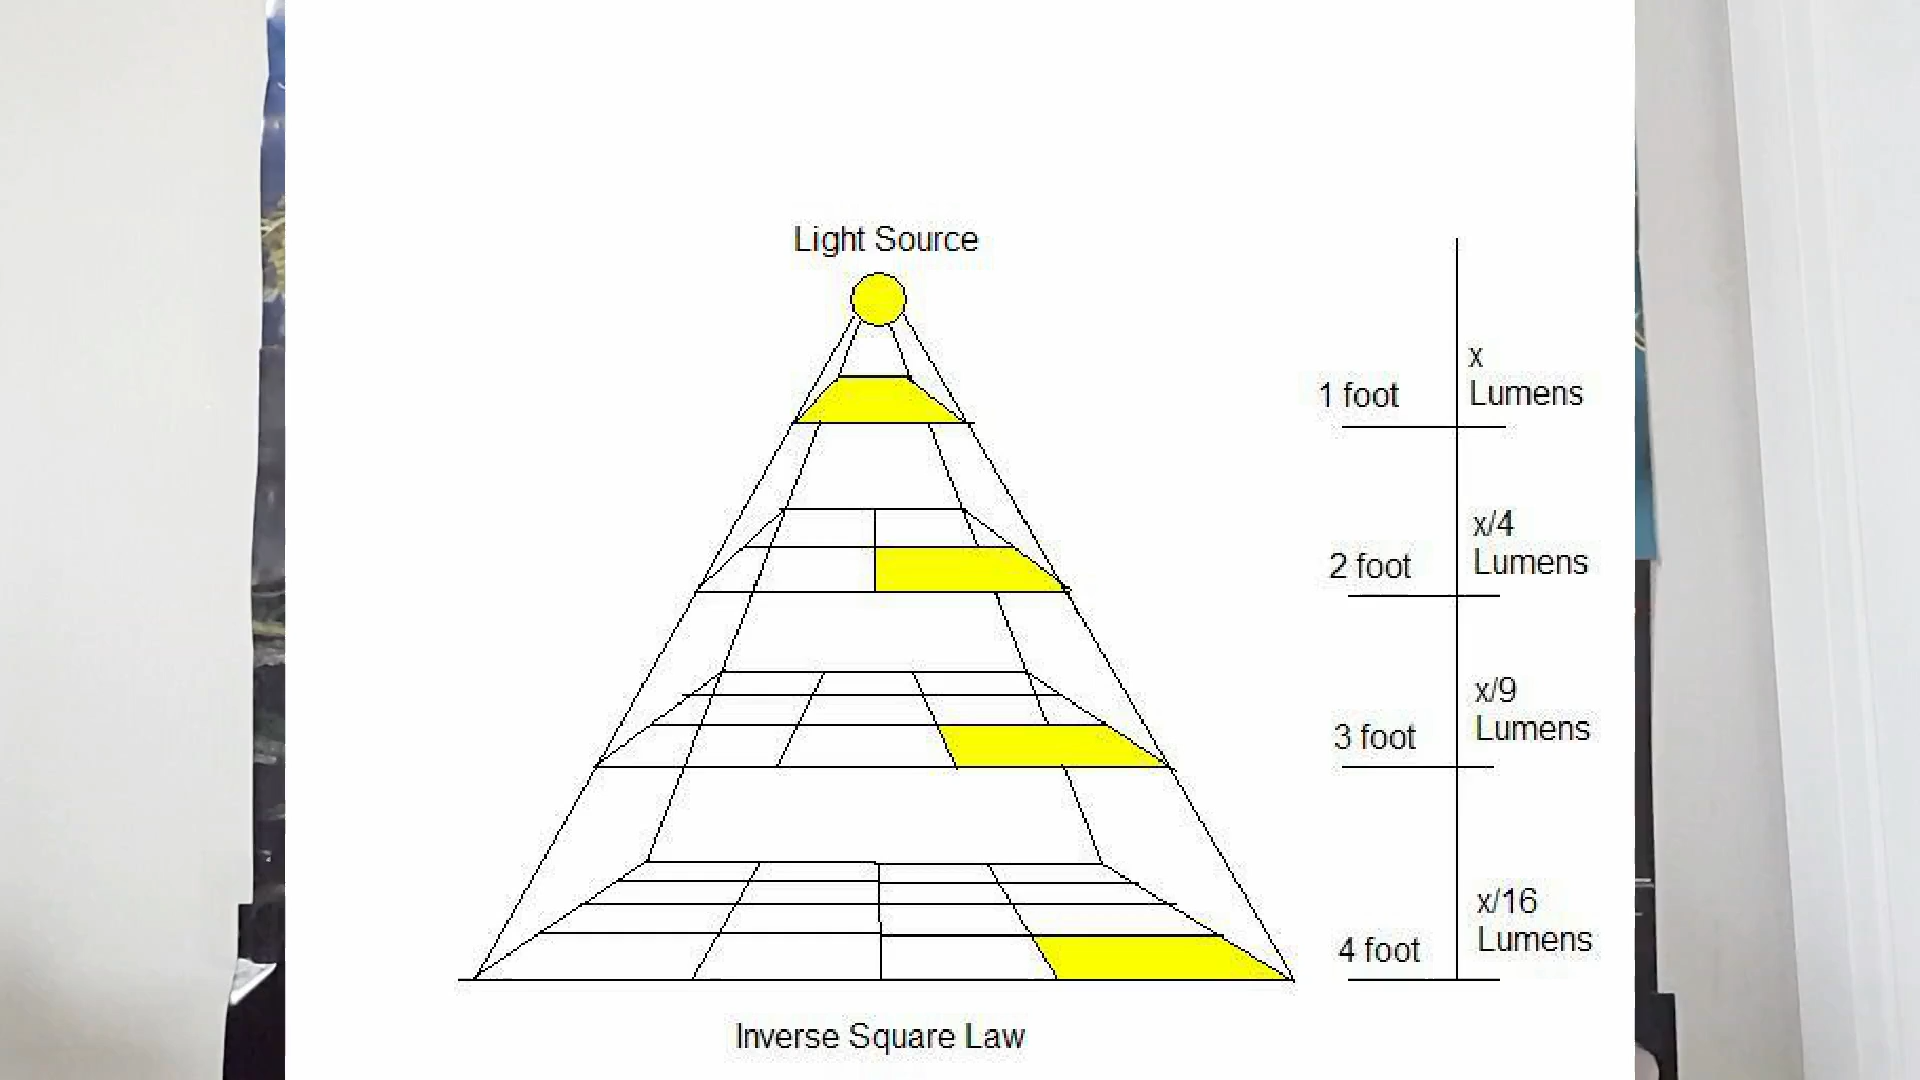 Light Source
x
1 foot
Lumens
x/4
2 foot
Lumens
x/9
3 foot
Lumens
x/16
4 foot
Lumens
Inverse Square Law